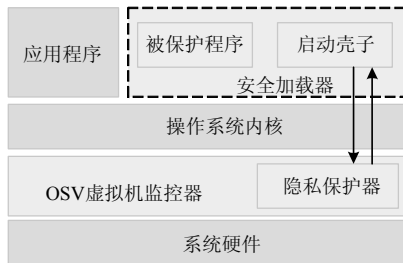 应用程序
被保护程序
启动壳子
安全加载器
操作系统内核
OSV虚拟机监控器
隐私保护器
系统硬件